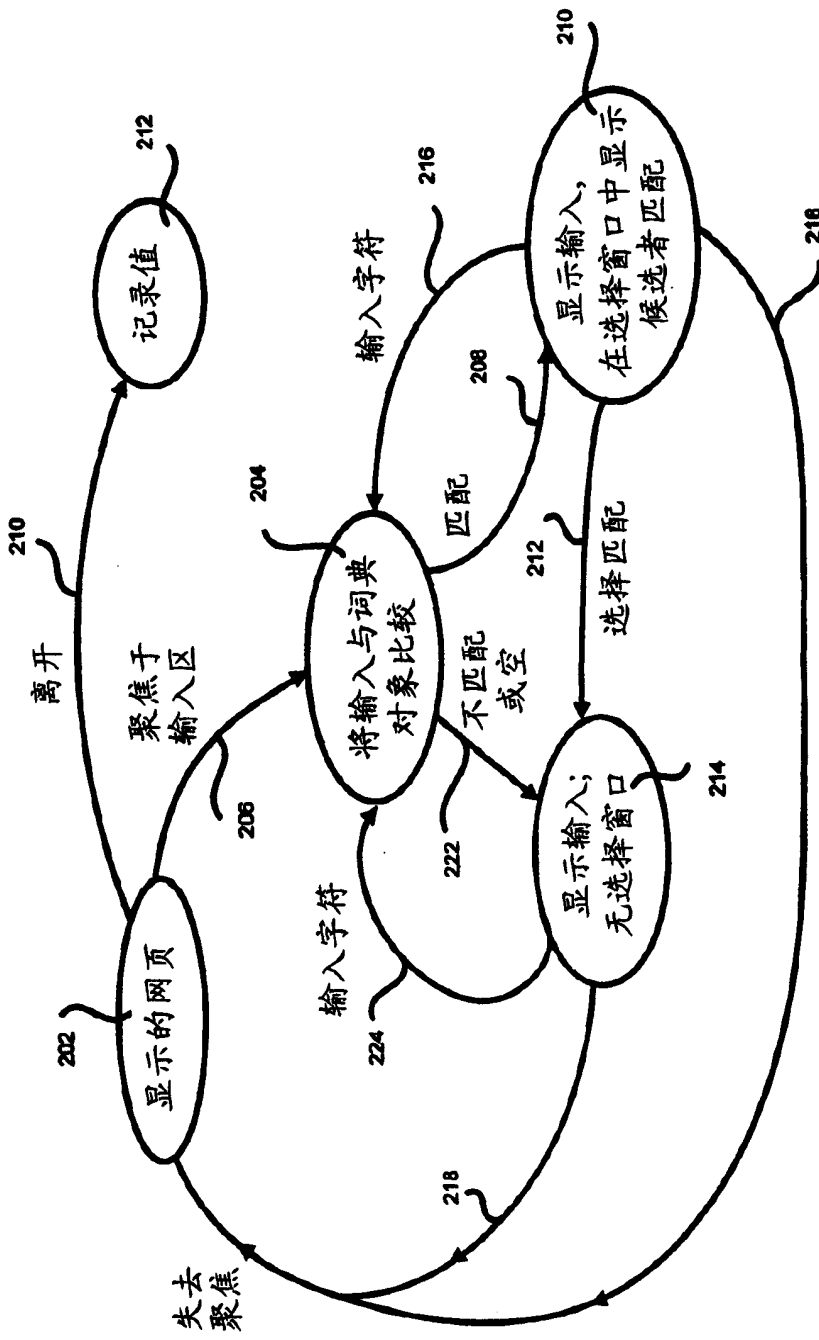 离开
210
212
记录值
202
显示的网页
聚焦于
输入区
206
失去
聚焦
204
将输入与词典
对象比较
输入字符
216
输入字符
224
不匹配
或空
222
匹配
208
210
显示输入,
在选择窗口中显示
候选者匹配
212
选择匹配
显示输入;
无选择窗口
214
218
218